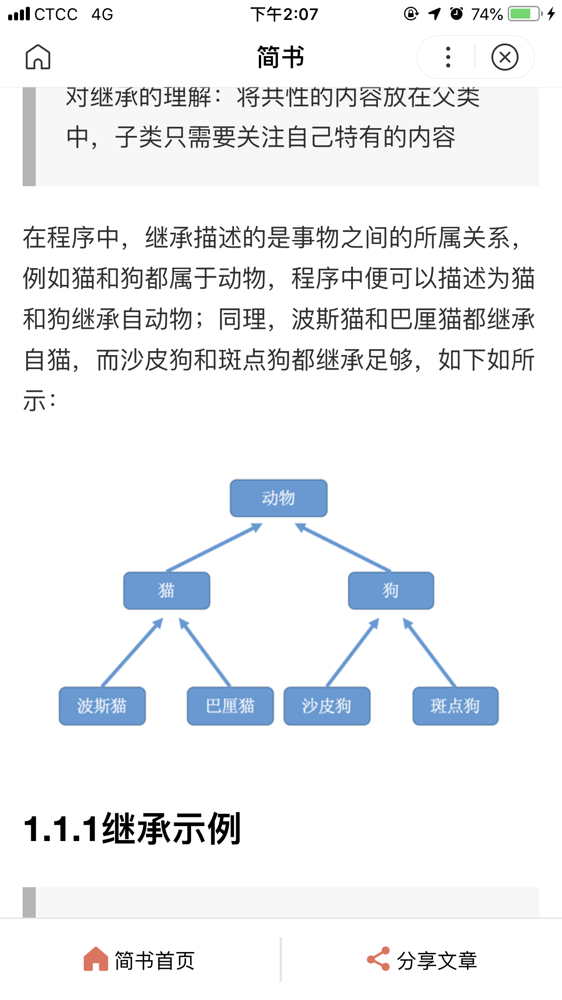 CTCC 4G 下午2:07 74%
简书
对继承的理解：将共性的内容放在父类
中，子类只需要关注自己特有的内容
在程序中，继承描述的是事物之间的所属关系，
例如猫和狗都属于动物，程序中便可以描述为猫
和狗继承自动物；同理，波斯猫和巴厘猫都继承
自猫，而沙皮狗和斑点狗都继承足够，如下如所
示：
动物
猫 狗
波斯猫 巴厘猫 沙皮狗 斑点狗
1.1.1继承示例
简书首页 分享文章